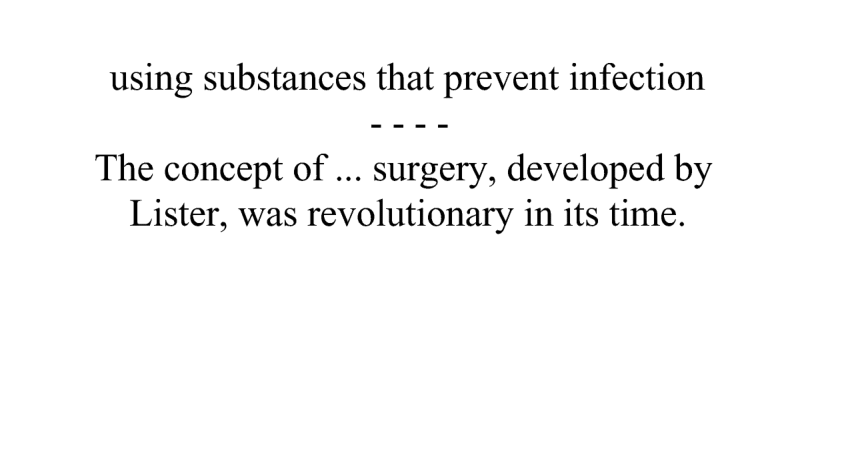 using substances that prevent infection
- - - -
The concept of ... surgery, developed by
Lister, was revolutionary in its time.